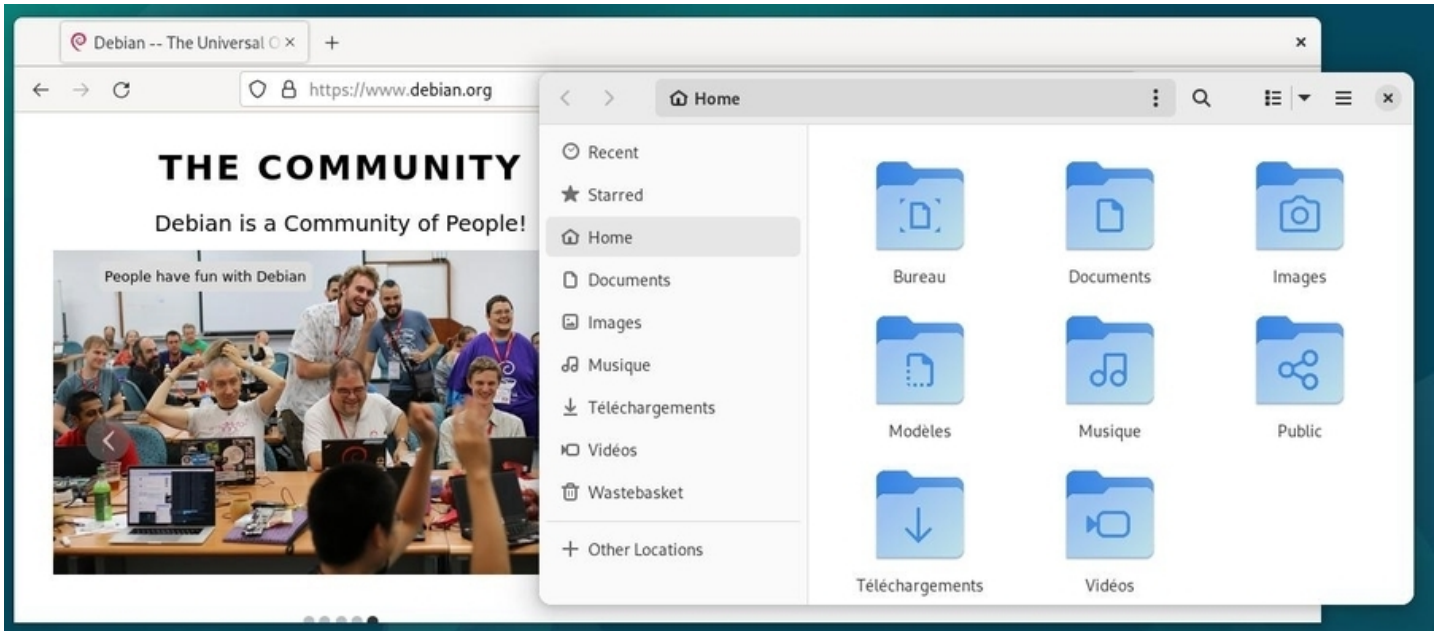 Debian -- The Universal O
https://www.debian.org
THE COMMUNITY
Debian is a Community of People!
People have fun with Debian
Home
Recent
Starred
Home
Documents
Images
Musique
Téléchargements
Vidéos
Wastebasket
Other Locations
Bureau
Documents
Images
Modèles
Musique
Public
Téléchargements
Vidéos